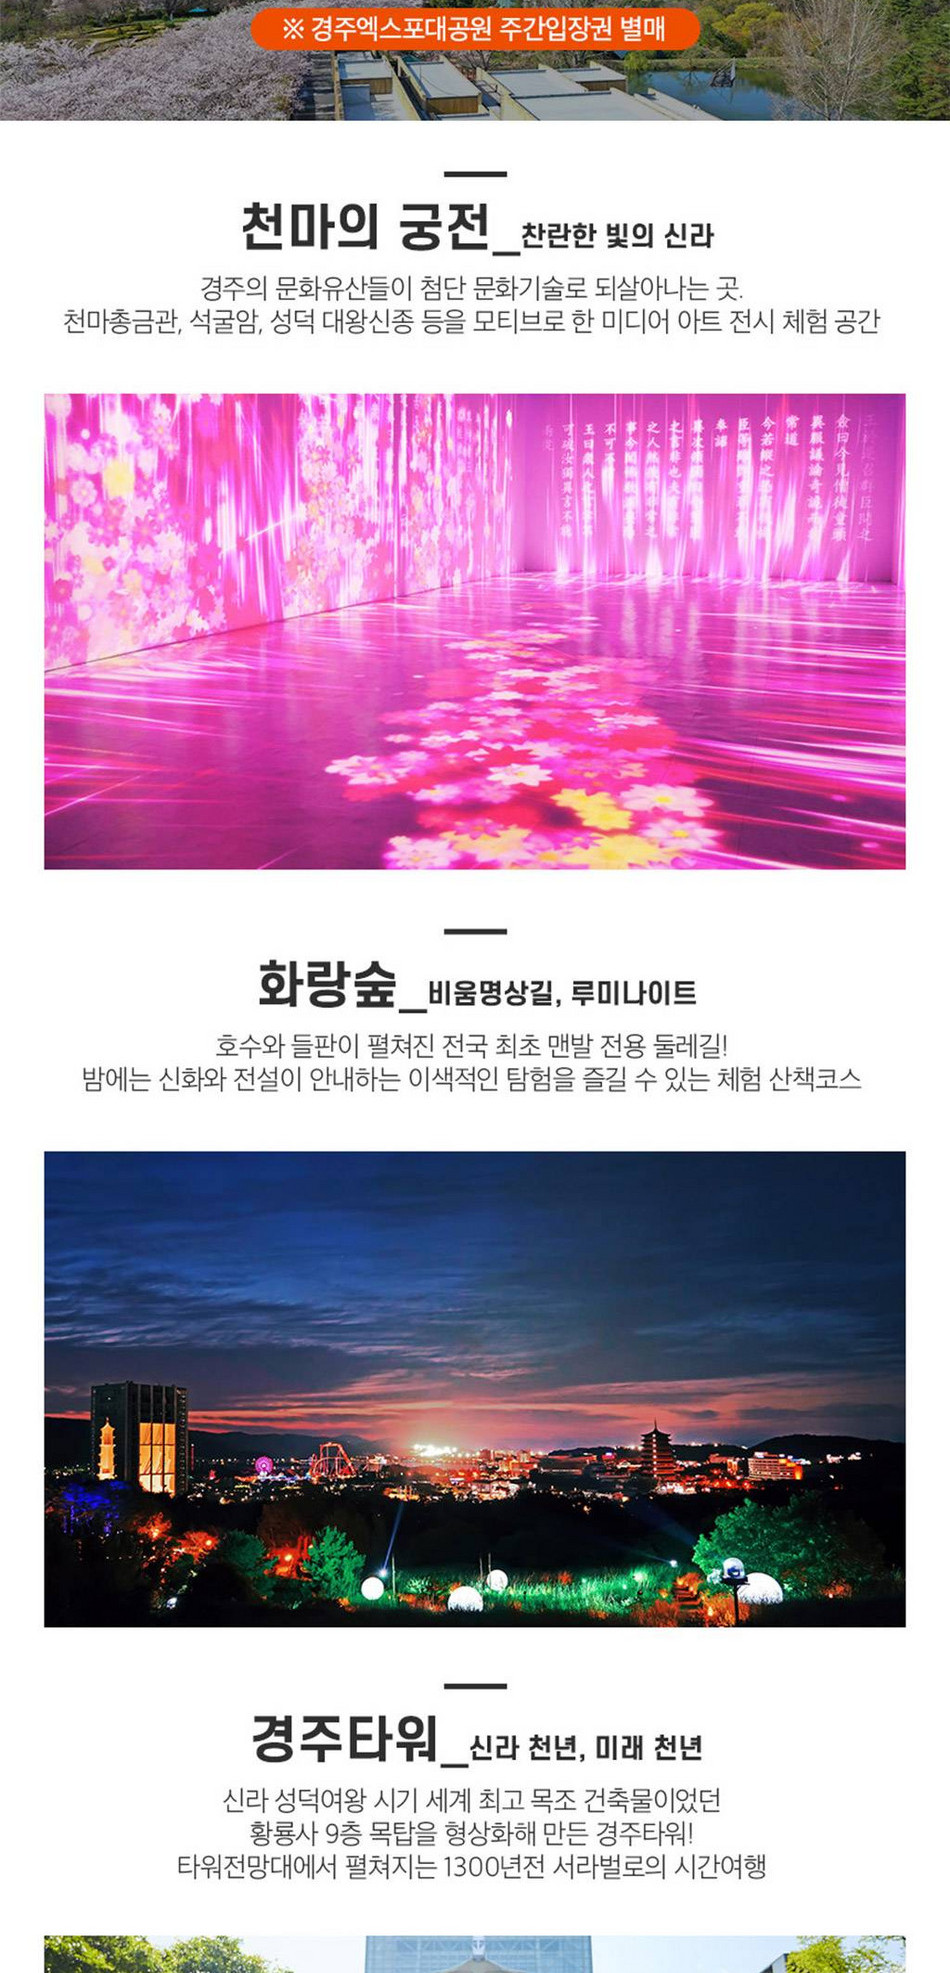 ※ 경주엑스포대공원 주간입장권 별매
천마의 궁전_찬란한 빛의 신라
경주의 문화유산들이 첨단 문화기술로 되살아나는 곳.
천마총금관, 석굴암, 성덕 대왕신종 등을 모티브로 한 미디어 아트 전시 체험 공간
화랑숲_비움명상길, 루미나이트
호수와 들판이 펼쳐진 전국 최초 맨발 전용 둘레길!
밤에는 신화와 전설이 안내하는 이색적인 탐험을 즐길 수 있는 체험 산책코스
경주타워_신라 천년, 미래 천년
신라 성덕여왕 시기 세계 최고 목조 건축물이었던
황룡사 9층 목탑을 형상화해 만든 경주타워!
타워전망대에서 펼쳐지는 1300년전 서라벌로의 시간여행